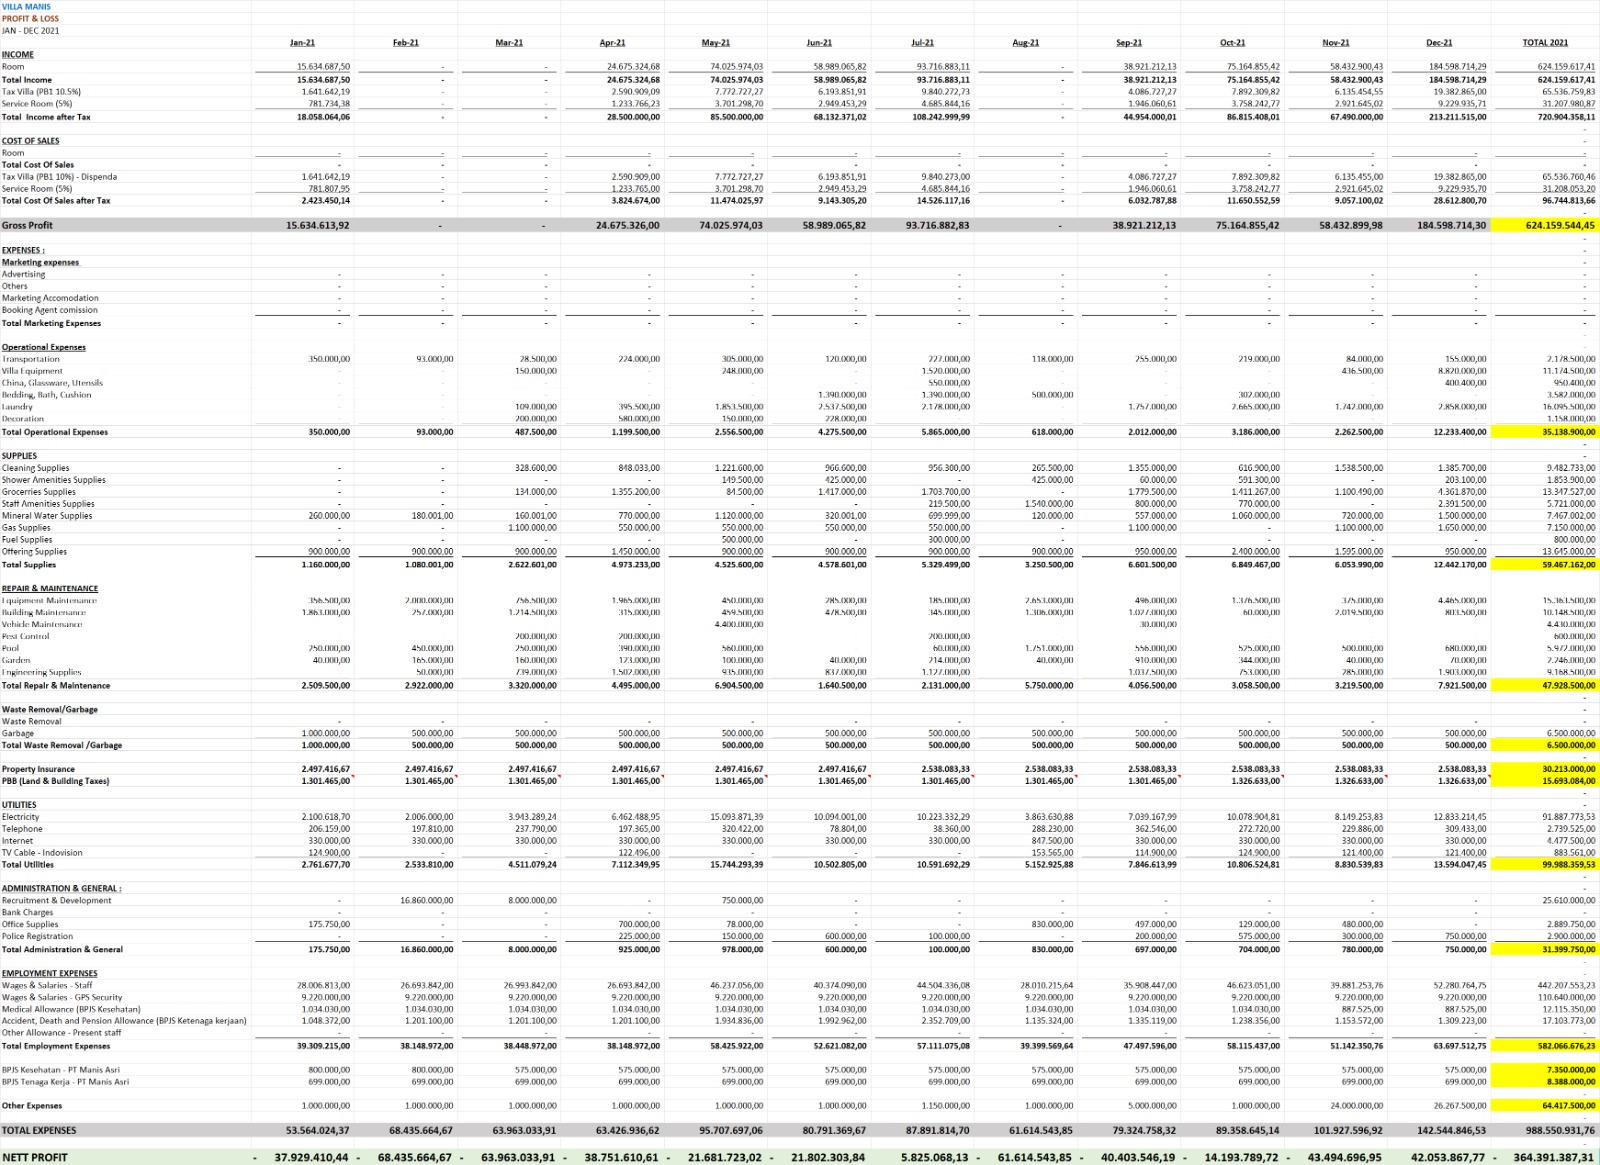 VILLA MANIS
PROFIT & LOSS
JAN - DEC 2021
Jan-21 Feb-21 Mar-21 Apr-21 May-21 Jun-21 Jul-21 Aug-21 Sep-21 Oct-21 Nov-21 Dec-21 TOTAL 2021
INCOME
Room 15.634.687,50 - - 24.675.324,68 74.025.974,03 58.989.065,82 93.716.883,11 - 38.921.212,13 75.164.855,42 58.432.900,43 184.598.714,29 624.159.617,41
Total Income 15.634.687,50 - - 24.675.324,68 74.025.974,03 58.989.065,82 93.716.883,11 - 38.921.212,13 75.164.855,42 58.432.900,43 184.598.714,29 624.159.617,41
Tax Villa (PB1 10.5%) 1.641.642,19 - - 2.590.909,09 7.772.727,27 6.193.851,91 9.840.272,73 - 4.086.727,27 7.892.309,82 6.135.454,55 19.382.865,00 65.536.759,83
Service Room (5%) 781.734,38 - - 1.233.766,23 3.701.298,70 2.949.453,29 4.685.844,16 - 1.946.060,61 3.758.242,77 2.921.645,02 9.229.935,71 31.207.980,87
Total Income after Tax 18.058.064,06 - - 28.500.000,00 85.500.000,00 68.132.371,02 108.242.999,99 - 44.954.000,01 86.815.408,01 67.490.000,00 213.211.515,00 720.904.358,11
-
COST OF SALES -
Room - - - - - - - - - - - - -
Total Cost Of Sales - - - - - - - - - - - - -
Tax Villa (PB1 10%) - Dispenda 1.641.642,19 - - 2.590.909,00 7.772.727,27 6.193.851,91 9.840.273,00 - 4.086.727,27 7.892.309,82 6.135.455,00 19.382.865,00 65.536.760,46
Service Room (5%) 781.807,95 - - 1.233.765,00 3.701.298,70 2.949.453,29 4.685.844,16 - 1.946.060,61 3.758.242,77 2.921.645,02 9.229.935,70 31.208.053,20
Total Cost Of Sales after Tax 2.423.450,14 - - 3.824.674,00 11.474.025,97 9.143.305,20 14.526.117,16 - 6.032.787,88 11.650.552,59 9.057.100,02 28.612.800,70 96.744.813,66
-
Gross Profit 15.634.613,92 - - 24.675.326,00 74.025.974,03 58.989.065,82 93.716.882,83 - 38.921.212,13 75.164.855,42 58.432.899,98 184.598.714,30 624.159.544,45
-
EXPENSES : -
Marketing expenses -
Advertising - - - - - - - - - - - - -
Others - - - - - - - - - - - - -
Marketing Accomodation - - - - - - - - - - - - -
Booking Agent comission - - - - - - - - - - - - -
Total Marketing Expenses - - - - - - - - - - - - -
Operational Expenses -
Transportation 350.000,00 93.000,00 28.500,00 224.000,00 305.000,00 120.000,00 227.000,00 118.000,00 255.000,00 219.000,00 84.000,00 155.000,00 2.178.500,00
Villa Equipment - - 150.000,00 - 248.000,00 - 1.520.000,00 - - - 436.500,00 8.820.000,00 11.174.500,00
China, Glassware, Utensils - - - - - - 550.000,00 - - - - 400.400,00 950.400,00
Bedding, Bath, Cushion - - - - - 1.390.000,00 1.390.000,00 500.000,00 - 302.000,00 - - 3.582.000,00
Laundry - - 109.000,00 395.500,00 1.853.500,00 2.537.500,00 2.178.000,00 - 1.757.000,00 2.665.000,00 1.742.000,00 2.858.000,00 16.095.500,00
Decoration - - 200.000,00 580.000,00 150.000,00 228.000,00 - - - - - - 1.158.000,00
Total Operational Expenses 350.000,00 93.000,00 487.500,00 1.199.500,00 2.556.500,00 4.275.500,00 5.865.000,00 618.000,00 2.012.000,00 3.186.000,00 2.262.500,00 12.233.400,00 35.138.900,00
-
SUPPLIES -
Cleaning Supplies - - 328.600,00 848.033,00 1.221.600,00 966.600,00 956.300,00 265.500,00 1.355.000,00 616.900,00 1.538.500,00 1.385.700,00 9.482.733,00
Shower Amenities Supplies - - - - 149.500,00 425.000,00 - 425.000,00 60.000,00 591.300,00 - 203.100,00 1.853.900,00
Grocerries Supplies - - 134.000,00 1.355.200,00 84.500,00 1.417.000,00 1.703.700,00 - 1.779.500,00 1.411.267,00 1.100.490,00 4.361.870,00 13.347.527,00
Staff Amenities Supplies - - - - - - 219.500,00 1.540.000,00 800.000,00 770.000,00 - 2.391.500,00 5.721.000,00
Mineral Water Supplies 260.000,00 180.001,00 160.001,00 770.000,00 1.120.000,00 320.001,00 699.999,00 120.000,00 557.000,00 1.060.000,00 720.000,00 1.500.000,00 7.467.002,00
Gas Supplies - - 1.100.000,00 550.000,00 550.000,00 550.000,00 550.000,00 - 1.100.000,00 - 1.100.000,00 1.650.000,00 7.150.000,00
Fuel Supplies - - - - 500.000,00 - 300.000,00 - - - - - 800.000,00
Offering Supplies 900.000,00 900.000,00 900.000,00 1.450.000,00 900.000,00 900.000,00 900.000,00 900.000,00 950.000,00 2.400.000,00 1.595.000,00 950.000,00 13.645.000,00
Total Supplies 1.160.000,00 1.080.001,00 2.622.601,00 4.973.233,00 4.525.600,00 4.578.601,00 5.329.499,00 3.250.500,00 6.601.500,00 6.849.467,00 6.053.990,00 12.442.170,00 59.467.162,00
-
REPAIR & MAINTENANCE -
Equipment Maintenance 356.500,00 2.000.000,00 756.500,00 1.965.000,00 450.000,00 285.000,00 185.000,00 2.653.000,00 496.000,00 1.376.500,00 375.000,00 4.465.000,00 15.363.500,00
Building Maintenance 1.863.000,00 257.000,00 1.214.500,00 315.000,00 459.500,00 478.500,00 345.000,00 1.306.000,00 1.027.000,00 60.000,00 2.019.500,00 803.500,00 10.148.500,00
Vehicle Maintenance 4.400.000,00 30.000,00 4.430.000,00
Pest Control 200.000,00 200.000,00 200.000,00 600.000,00
Pool 250.000,00 450.000,00 250.000,00 390.000,00 560.000,00 60.000,00 1.751.000,00 556.000,00 525.000,00 500.000,00 680.000,00 5.972.000,00
Garden 40.000,00 165.000,00 160.000,00 123.000,00 100.000,00 40.000,00 214.000,00 40.000,00 910.000,00 344.000,00 40.000,00 70.000,00 2.246.000,00
Engineering Supplies 50.000,00 739.000,00 1.502.000,00 935.000,00 837.000,00 1.127.000,00 1.037.500,00 753.000,00 285.000,00 1.903.000,00 9.168.500,00
Total Repair & Maintenance 2.509.500,00 2.922.000,00 3.320.000,00 4.495.000,00 6.904.500,00 1.640.500,00 2.131.000,00 5.750.000,00 4.056.500,00 3.058.500,00 3.219.500,00 7.921.500,00 47.928.500,00
-
Waste Removal/Garbage -
Waste Removal - - - - - - - - - - - - -
Garbage 1.000.000,00 500.000,00 500.000,00 500.000,00 500.000,00 500.000,00 500.000,00 500.000,00 500.000,00 500.000,00 500.000,00 500.000,00 6.500.000,00
Total Waste Removal /Garbage 1.000.000,00 500.000,00 500.000,00 500.000,00 500.000,00 500.000,00 500.000,00 500.000,00 500.000,00 500.000,00 500.000,00 500.000,00 6.500.000,00
-
Property Insurance 2.497.416,67 2.497.416,67 2.497.416,67 2.497.416,67 2.497.416,67 2.497.416,67 2.538.083,33 2.538.083,33 2.538.083,33 2.538.083,33 2.538.083,33 2.538.083,33 30.213.000,00
PBB (Land & Building Taxes) 1.301.465,00 1.301.465,00 1.301.465,00 1.301.465,00 1.301.465,00 1.301.465,00 1.301.465,00 1.301.465,00 1.301.465,00 1.326.633,00 1.326.633,00 1.326.633,00 15.693.084,00
-
UTILITIES -
Electricity 2.100.618,70 2.006.000,00 3.943.289,24 6.462.488,95 15.093.871,39 10.094.001,00 10.223.332,29 3.863.630,88 7.039.167,99 10.078.904,81 8.149.253,83 12.833.214,45 91.887.773,53
Telephone 206.159,00 197.810,00 237.790,00 197.365,00 320.422,00 78.804,00 38.360,00 288.230,00 362.546,00 272.720,00 229.886,00 309.433,00 2.739.525,00
Internet 330.000,00 330.000,00 330.000,00 330.000,00 330.000,00 330.000,00 330.000,00 847.500,00 330.000,00 330.000,00 330.000,00 330.000,00 4.477.500,00
TV Cable - Indovision 124.900,00 - - 122.496,00 - - - 153.565,00 114.900,00 124.900,00 121.400,00 121.400,00 883.561,00
Total Utilities 2.761.677,70 2.533.810,00 4.511.079,24 7.112.349,95 15.744.293,39 10.502.805,00 10.591.692,29 5.152.925,88 7.846.613,99 10.806.524,81 8.830.539,83 13.594.047,45 99.988.359,53
-
ADMINISTRATION & GENERAL : -
Recruitment & Development - 16.860.000,00 8.000.000,00 - 750.000,00 - - - - - - - 25.610.000,00
Bank Charges - - - - - - - - - - - - -
Office Supplies 175.750,00 - - 700.000,00 78.000,00 - - 830.000,00 497.000,00 129.000,00 480.000,00 - 2.889.750,00
Police Registration - - - 225.000,00 150.000,00 600.000,00 100.000,00 - 200.000,00 575.000,00 300.000,00 750.000,00 2.900.000,00
Total Administration & General 175.750,00 16.860.000,00 8.000.000,00 925.000,00 978.000,00 600.000,00 100.000,00 830.000,00 697.000,00 704.000,00 780.000,00 750.000,00 31.399.750,00
-
EMPLOYMENT EXPENSES -
Wages & Salaries - Staff 28.006.813,00 26.693.842,00 26.993.842,00 26.693.842,00 46.237.056,00 40.374.090,00 44.504.336,08 28.010.215,64 35.908.447,00 46.623.051,00 39.881.253,76 52.280.764,75 442.207.553,23
Wages & Salaries - GPS Security 9.220.000,00 9.220.000,00 9.220.000,00 9.220.000,00 9.220.000,00 9.220.000,00 9.220.000,00 9.220.000,00 9.220.000,00 9.220.000,00 9.220.000,00 9.220.000,00 110.640.000,00
Medical Allowance (BPJS Kesehatan) 1.034.030,00 1.034.030,00 1.034.030,00 1.034.030,00 1.034.030,00 1.034.030,00 1.034.030,00 1.034.030,00 1.034.030,00 1.034.030,00 887.525,00 887.525,00 12.115.350,00
Accident, Death and Pension Allowance (BPJS Ketenaga kerjaan) 1.048.372,00 1.201.100,00 1.201.100,00 1.201.100,00 1.934.836,00 1.992.962,00 2.352.709,00 1.135.324,00 1.335.119,00 1.238.356,00 1.153.572,00 1.309.223,00 17.103.773,00
Other Allowance - Present staff - - - - - - - - - - - - -
Total Employment Expenses 39.309.215,00 38.148.972,00 38.448.972,00 38.148.972,00 58.425.922,00 52.621.082,00 57.111.075,08 39.399.569,64 47.497.596,00 58.115.437,00 51.142.350,76 63.697.512,75 582.066.676,23
-
BPJS Kesehatan - PT Manis Asri 800.000,00 800.000,00 575.000,00 575.000,00 575.000,00 575.000,00 575.000,00 575.000,00 575.000,00 575.000,00 575.000,00 575.000,00 7.350.000,00
BPJS Tenaga Kerja - PT Manis Asri 699.000,00 699.000,00 699.000,00 699.000,00 699.000,00 699.000,00 699.000,00 699.000,00 699.000,00 699.000,00 699.000,00 699.000,00 8.388.000,00
-
Other Expenses 1.000.000,00 1.000.000,00 1.000.000,00 1.000.000,00 1.000.000,00 1.000.000,00 1.150.000,00 1.000.000,00 5.000.000,00 1.000.000,00 24.000.000,00 26.267.500,00 64.417.500,00
-
TOTAL EXPENSES 53.564.024,37 68.435.664,67 63.963.033,91 63.426.936,62 95.707.697,06 80.791.369,67 87.891.814,70 61.614.543,85 79.324.758,32 89.358.645,14 101.927.596,92 142.544.846,53 988.550.931,76
NETT PROFIT - 37.929.410,44 - 68.435.664,67 - 63.963.033,91 - 38.751.610,61 - 21.681.723,02 - 21.802.303,84 5.825.068,13 - 61.614.543,85 - 40.403.546,19 - 14.193.789,72 - 43.494.696,95 42.053.867,77 - 364.391.387,31